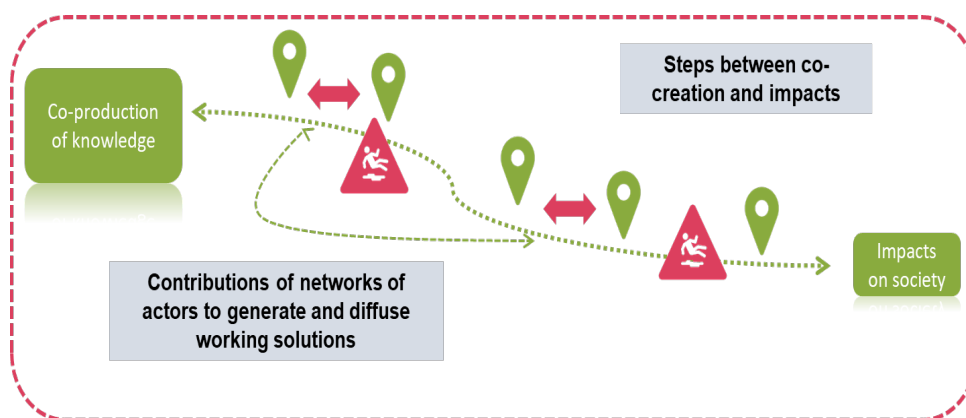 Steps between co-
creation and impacts
Co-production
of knowledge
Impacts
on society
Contributions of networks of
actors to generate and diffuse
working solutions